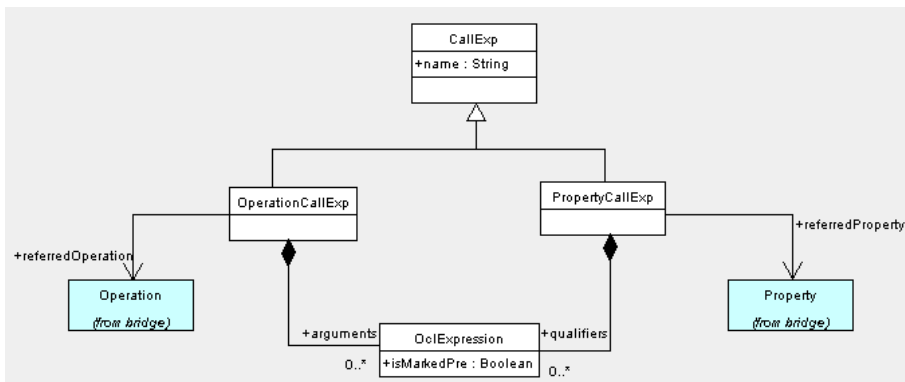 CallExp
+name : String
OperationCallExp
PropertyCallExp
+referredOperation
+referredProperty
Operation
(from bridge)
Property
(from bridge)
+arguments
OclExpression
+qualifiers
0..*
+isMarkedPre : Boolean
0..*